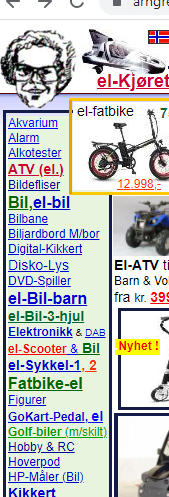 arngre
el-Kjøret
el-fatbike
12.998,-
Akvarium
Alarm
Alkotester
ATV (el.)
Bildefliser
Bil,el-bil
Bilbane
Biljardbord M/bor
Digital-Kikkert
Disko-Lys
DVD-Spiller
el-Bil-barn
el-Bil-3-hjul
Elektronikk & DAB
el-Scooter & Bil
el-Sykkel-1, 2
Fatbike-el
Figurer
GoKart-Pedal, el
Golf-biler (m/skilt)
Hobby & RC
Hoverpod
HP-Måler (Bil)
Kikkert
El-ATV ti
Barn & Vo
fra kr. 399
Nyhet !